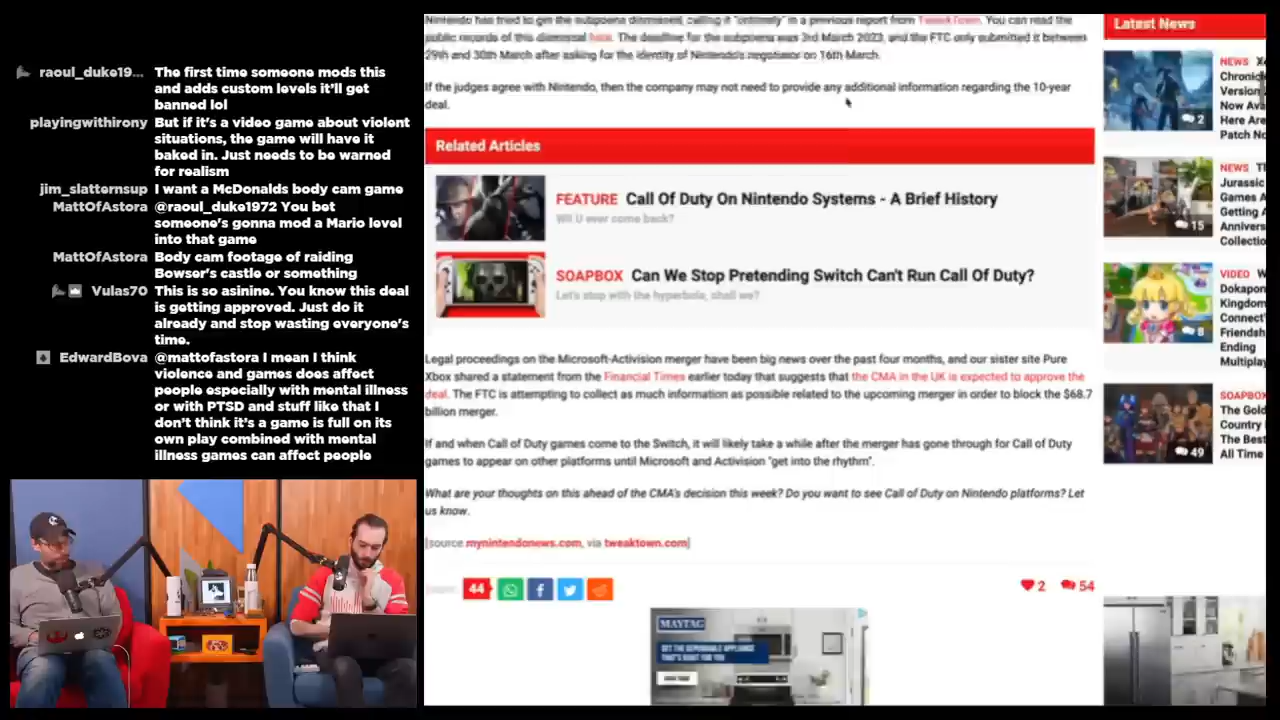 raoul_duke19... The first time someone mods this
and adds custom levels it'll get
banned lol
playingwithirony But if it's a video game about violent
situations, the game will have it
baked in. Just needs to be warned
for realism
jim_slatternsup I want a McDonalds body cam game
MattOfAstora @raoul_duke1972 You bet
someone's gonna mod a Mario level
into that game
MattOfAstora Body cam footage of raiding
Bowser's castle or something
Vulas70 This is so asinine. You know this deal
is getting approved. Just do it
already and stop wasting everyone's
time.
EdwardBova @mattofastora I mean I think
violence and games does affect
people especially with mental illness
or with PTSD and stuff like that I
don't think it's a game is full on its
own play combined with mental
illness games can affect people
Nintendo has tried to get the subpoena dismissed, calling it "untimely" in a previous report from TweakTown. You can read the
public records of this dismissal here. The deadline for the subpoena was 3rd March 2023, and the FTC only submitted it between
29th and 30th March after asking for the identity of Nintendo's negotiator on 16th March.
If the judges agree with Nintendo, then the company may not need to provide any additional information regarding the 10-year
deal.
Related Articles
FEATURE Call Of Duty On Nintendo Systems - A Brief History
Wii U ever come back?
SOAPBOX Can We Stop Pretending Switch Can't Run Call Of Duty?
Let's stop with the hyperbole, shall we?
Legal proceedings on the Microsoft-Activision merger have been big news over the past four months, and our sister site Pure
Xbox shared a statement from the Financial Times earlier today that suggests that the CMA in the UK is expected to approve the
deal. The FTC is attempting to collect as much information as possible related to the upcoming merger in order to block the $68.7
billion merger.
If and when Call of Duty games come to the Switch, it will likely take a while after the merger has gone through for Call of Duty
games to appear on other platforms until Microsoft and Activision "get into the rhythm".
What are your thoughts on this ahead of the CMA's decision this week? Do you want to see Call of Duty on Nintendo platforms? Let
us know.
[source mynintendonews.com, via tweaktown.com]
44
2 54
MAYTAG
GET THE DEPENDABLE APPLIANCE
THAT'S RIGHT FOR YOU
Latest News
NEWS
Chronic
Version
Now Ava
Here Are
Patch No
2
NEWS
Jurassic
Games A
Getting A
Annivers
Collectio
15
VIDEO W
Dokapon
Kingdom
Connect'
Friendsh
Ending
Multiplay
8
SOAPBOX
The Gold
Country
The Best
All Time
49